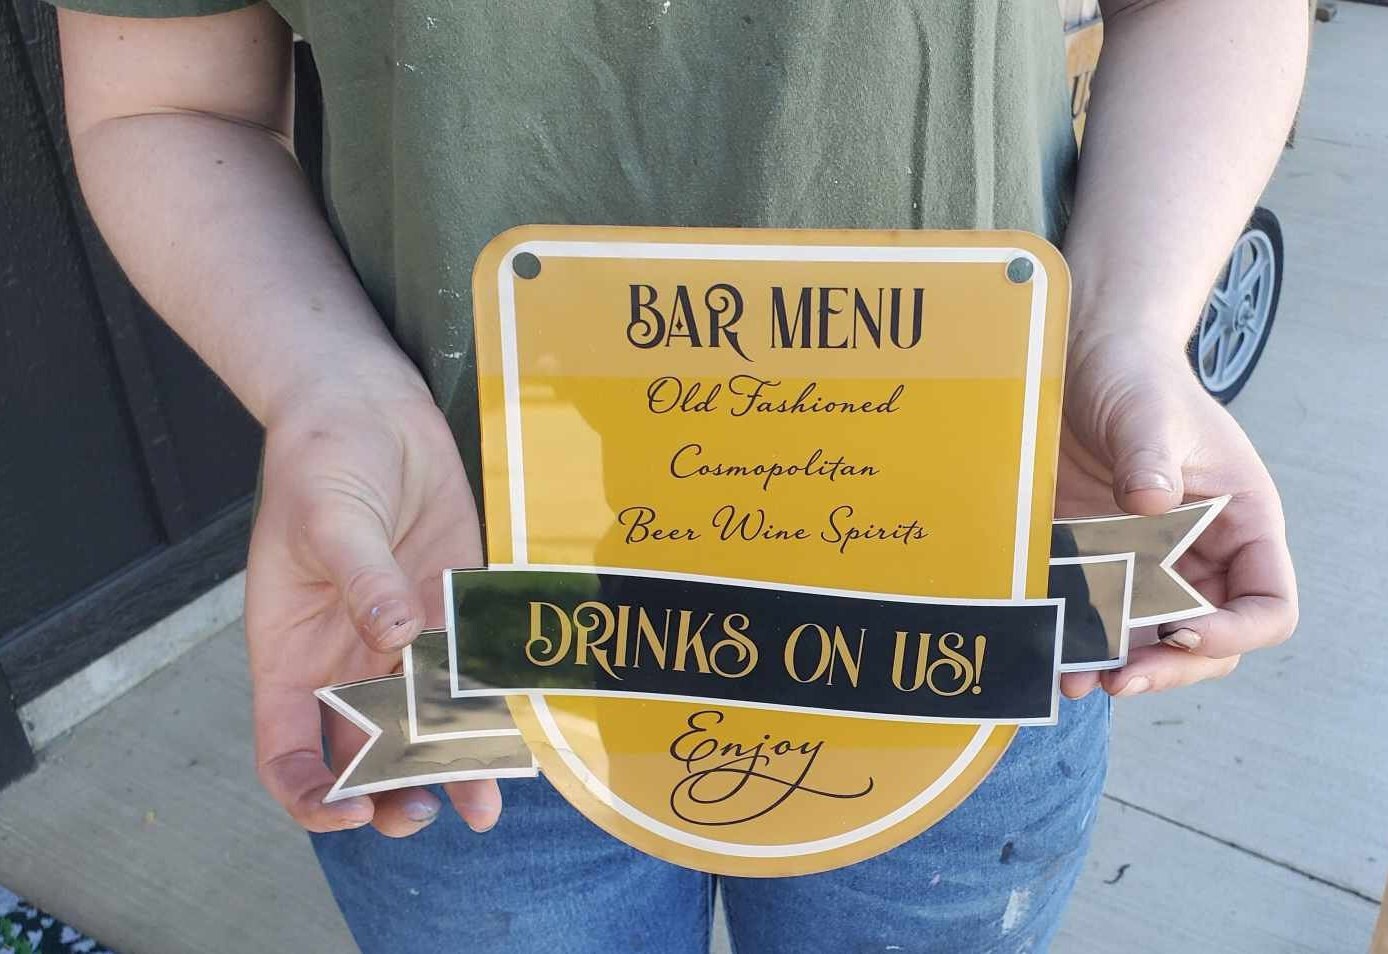 BAR MENU
Old Fashioned
Cosmopolitan
Beer Wine Spirits
DRINKS ON US!
Enjoy